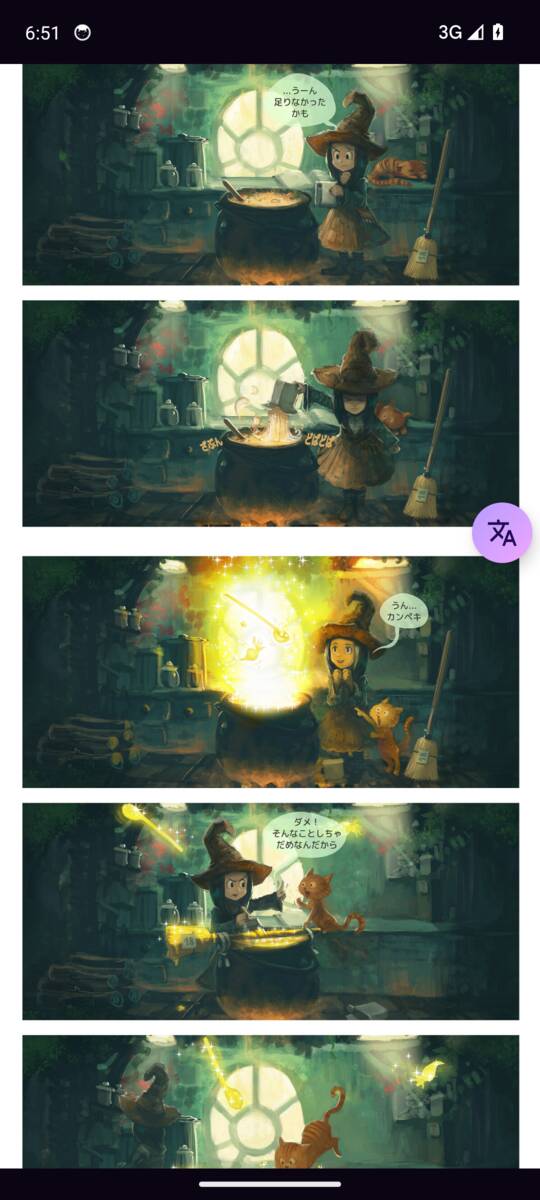 6:51
3G
…うーん
足りなかった
かも
ざぶん
どばどば
うん…
カンペキ
ダメ！
そんなことしちゃ
だめなんだから